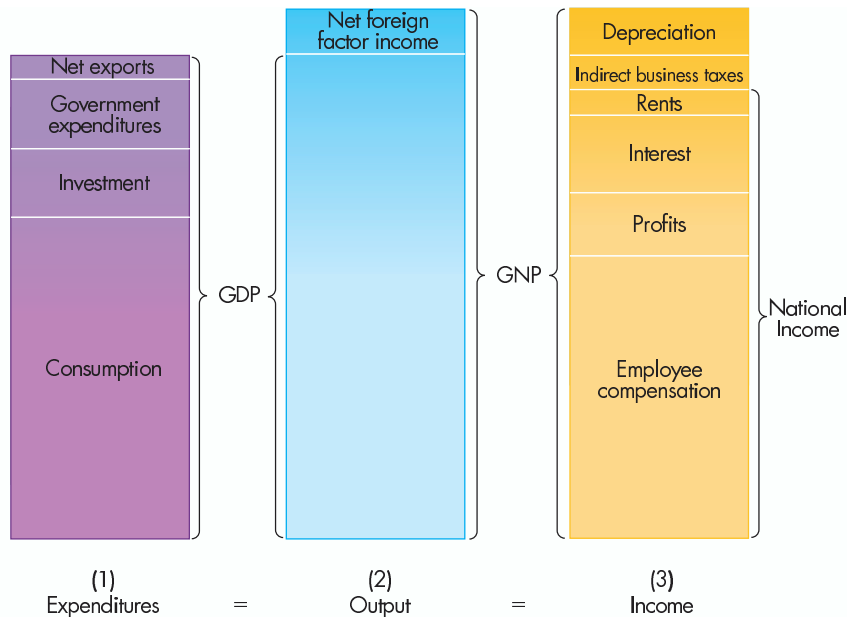 Net exports
Government
expenditures
Investment
Consumption
GDP
Net foreign
factor income
GNP
Depreciation
Indirect business taxes
Rents
Interest
Profits
Employee
compensation
National
Income
(1)
(2)
(3)
Expenditures = Output = Income